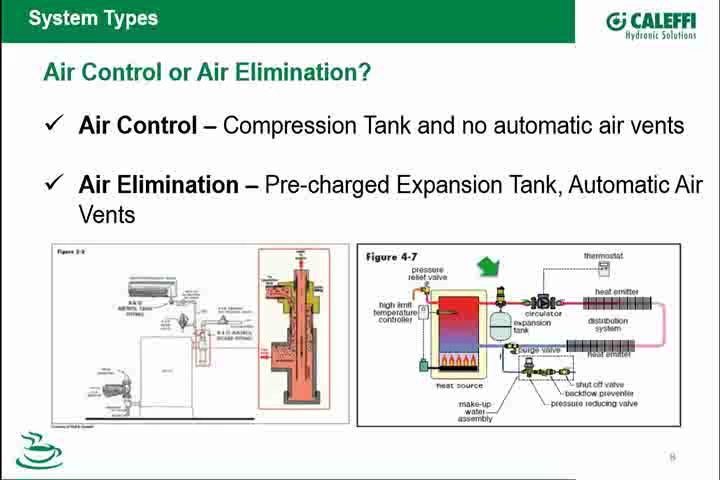 System Types
CALEFFI
Hydronic Solutions
Air Control or Air Elimination?
✓ Air Control – Compression Tank and no automatic air vents
✓ Air Elimination – Pre-charged Expansion Tank, Automatic Air
Vents
Figure 4-7
pressure
relief valve
thermostat
heat emitter
high limit
temperature
controller
circulator
expansion
tank
distribution
system
purge valve
heat emitter
heat source
shut off valve
backflow preventer
pressure reducing valve
make-up
water
assembly
8